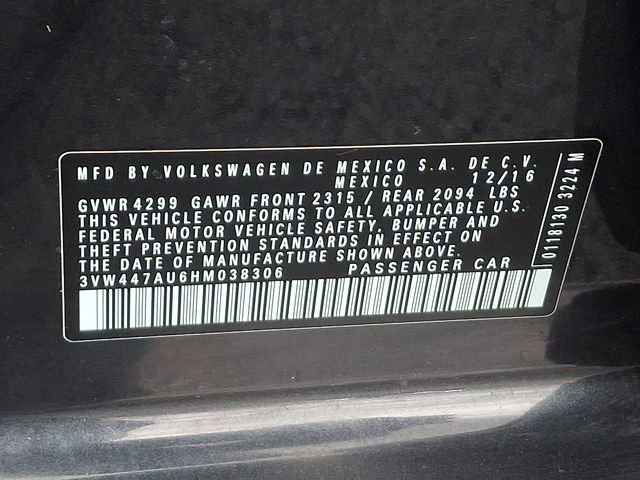 MFD BY VOLKSWAGEN DE MEXICO S.A. DE C.V.
MEXICO 12/16
GVWR 4299 GAWR FRONT 2315 / REAR 2094 LBS
THIS VEHICLE CONFORMS TO ALL APPLICABLE U.S.
FEDERAL MOTOR VEHICLE SAFETY, BUMPER AND
THEFT PREVENTION STANDARDS IN EFFECT ON
THE DATE OF MANUFACTURE SHOWN ABOVE.
3VW447AU6HM038306 PASSENGER CAR
0118130 3224 M